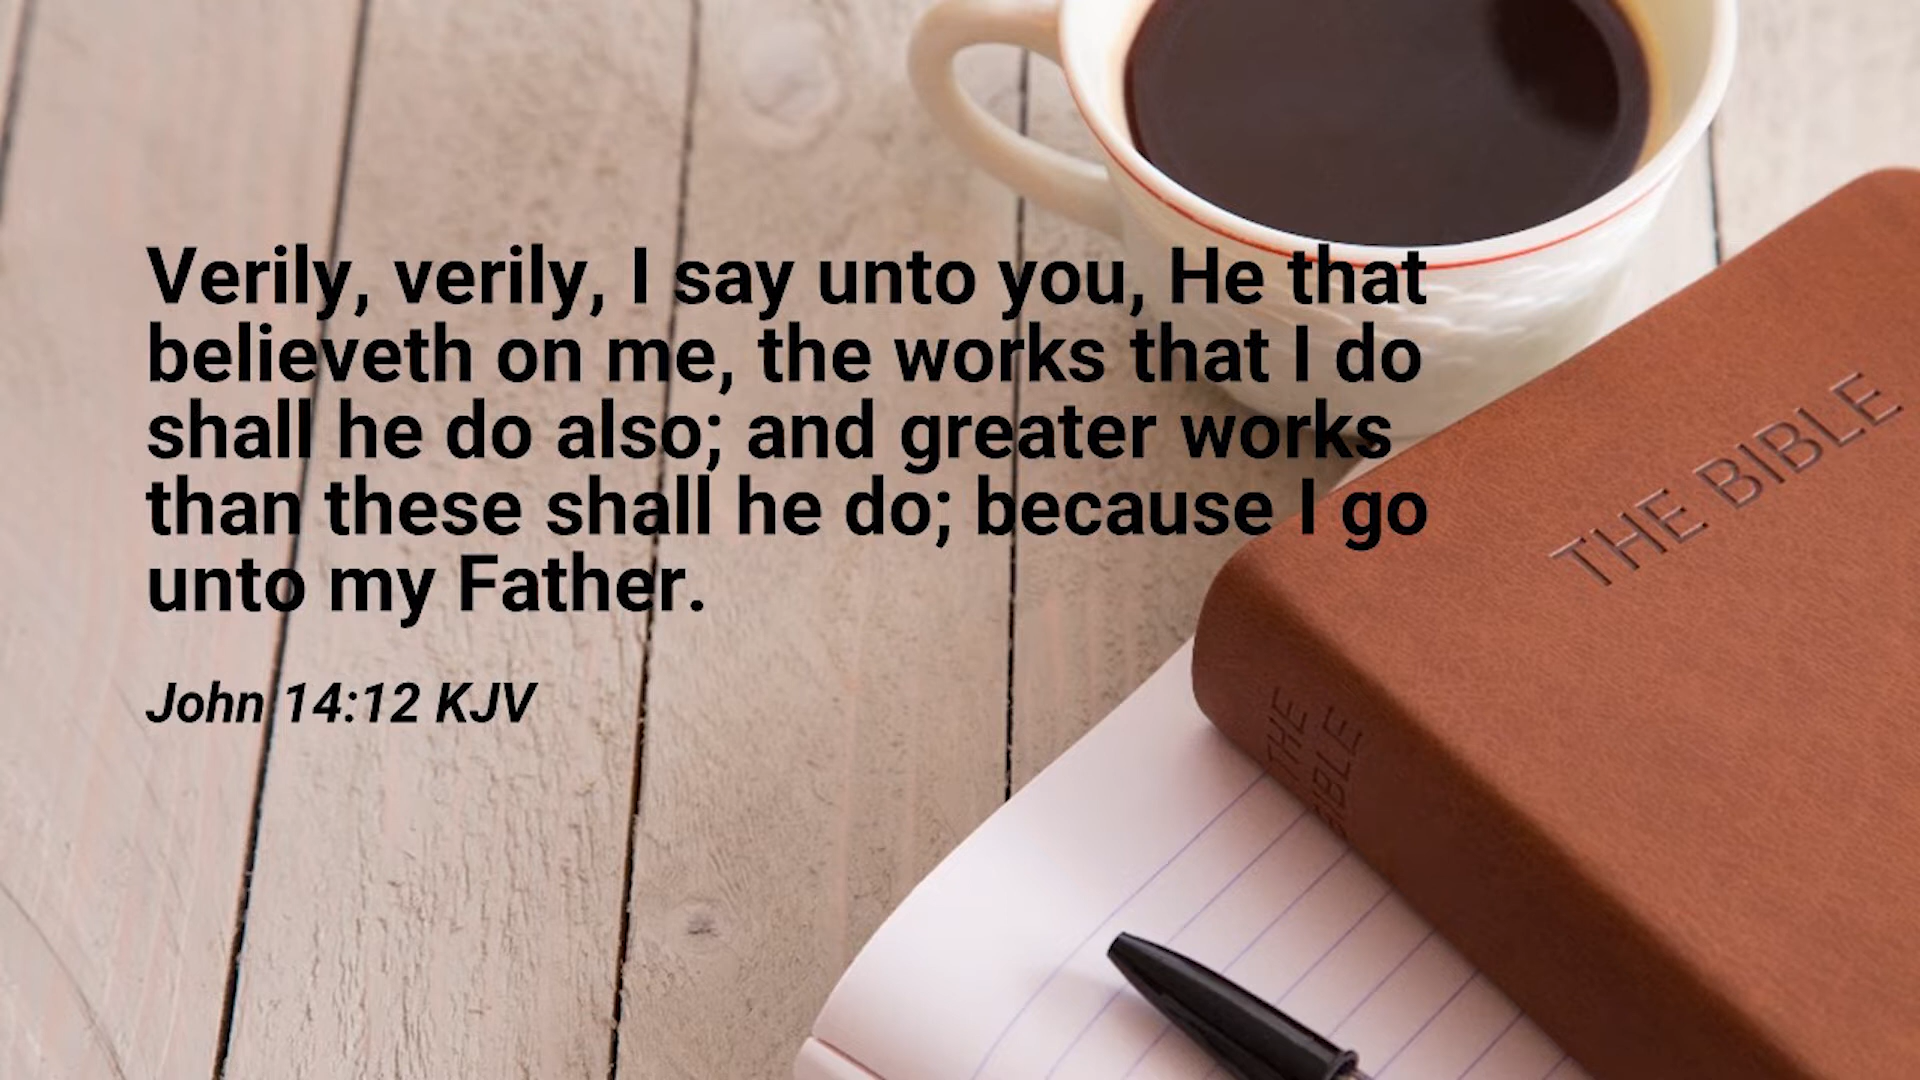 Verily, verily, I say unto you, He that
believeth on me, the works that I do
shall he do also; and greater works
than these shall he do; because I go
unto my Father.
John 14:12 KJV
THE BIBLE
THE
BIBLE